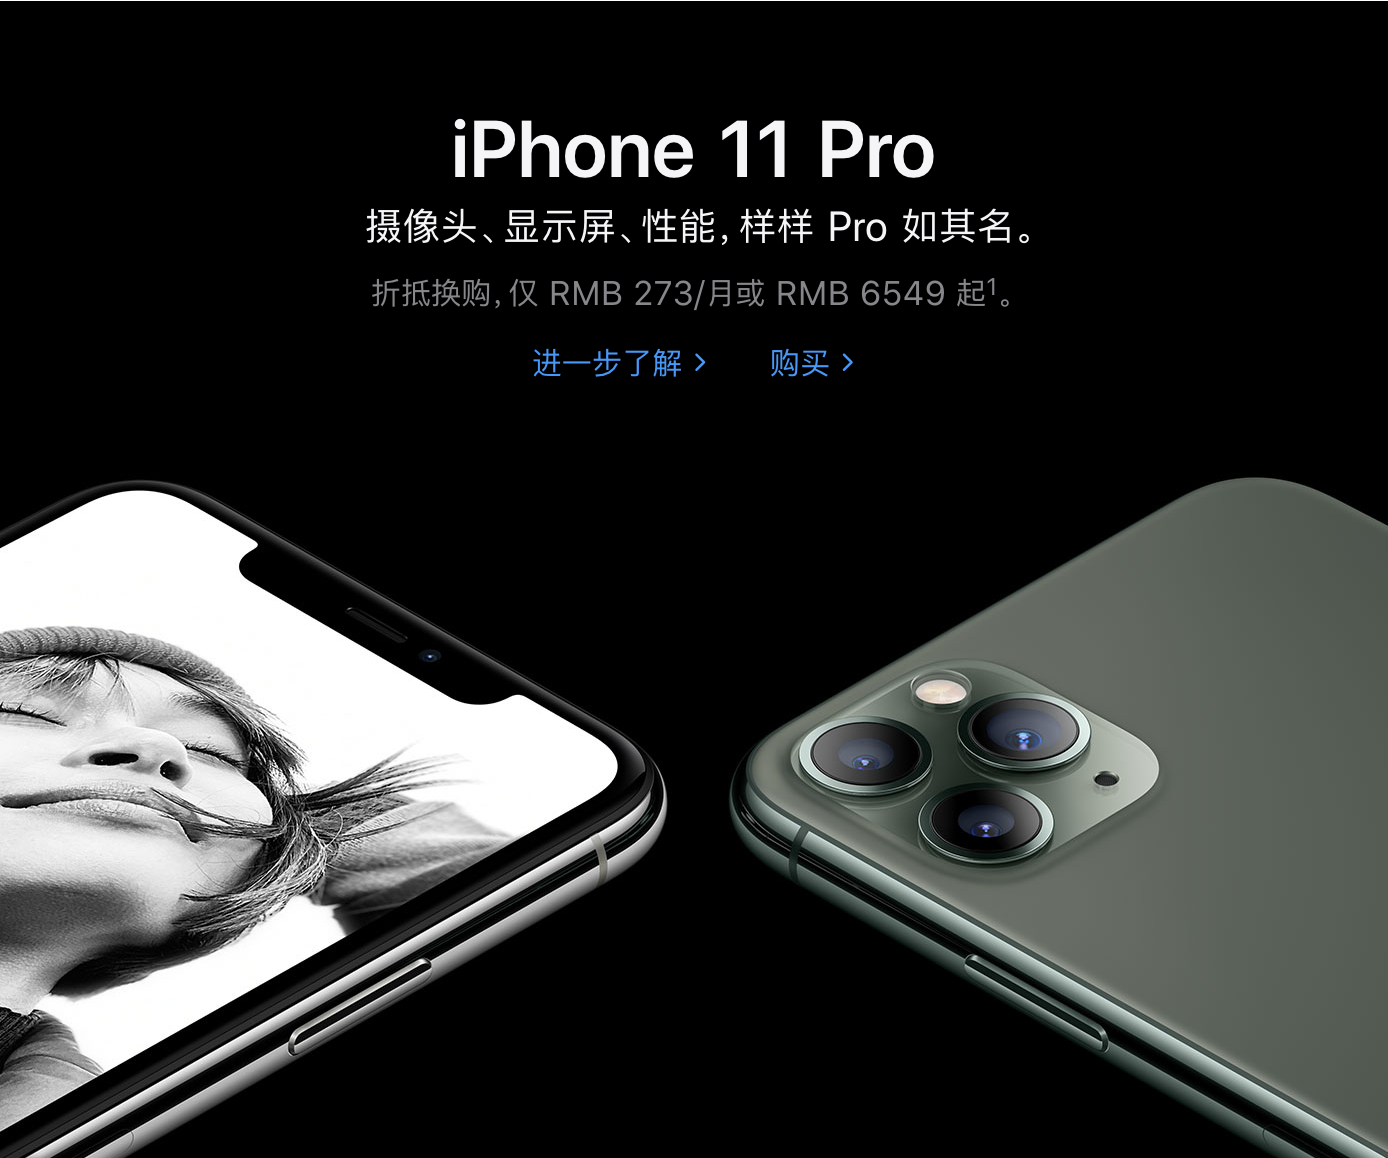 iPhone 11 Pro
摄像头、显示屏、性能，样样 Pro 如其名。
折抵换购，仅 RMB 273/月或 RMB 6549 起¹。
进一步了解 > 购买 >